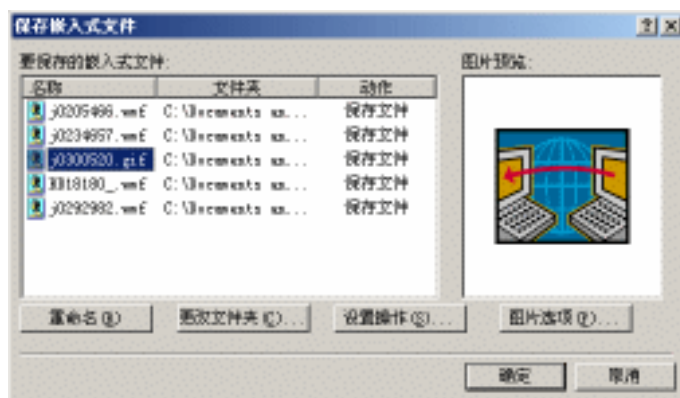 保存嵌入式文件
要保存的嵌入式文件:
图片预览:
名称 文件夹 动作
j0205466.wmf C:\Documents an... 保存文件
j0234657.wmf C:\Documents an... 保存文件
j0300520.gif C:\Documents an... 保存文件
18180_.wmf C:\Documents an... 保存文件
j0292982.wmf C:\Documents an... 保存文件
重命名(R) 更改文件夹(C)... 设置操作(S)... 图片选项(P)...
确定 取消